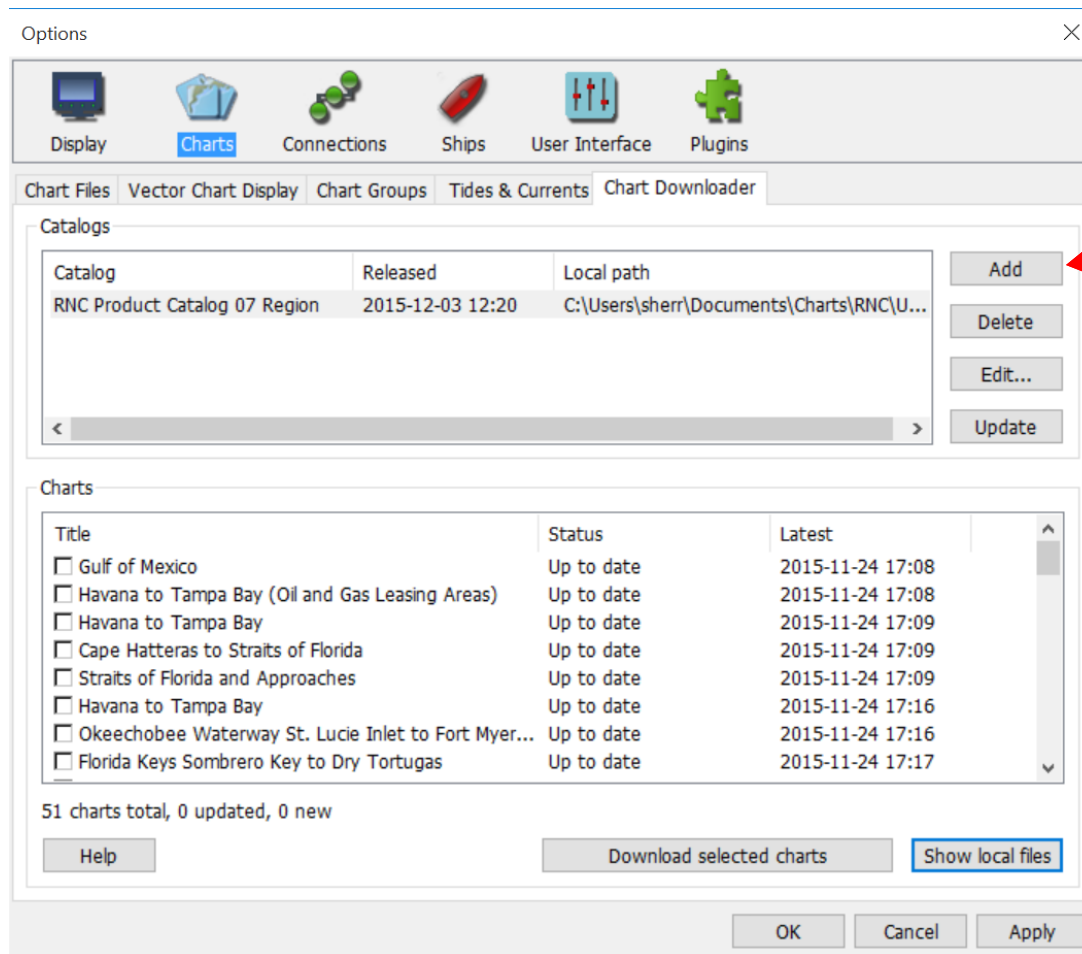 Options
Display Charts Connections Ships User Interface Plugins
Chart Files Vector Chart Display Chart Groups Tides & Currents Chart Downloader
Catalogs
Catalog Released Local path
RNC Product Catalog 07 Region 2015-12-03 12:20 C:\Users\sherr\Documents\Charts\RNC\U...
Add
Delete
Edit...
Update
Charts
Title Status Latest
Gulf of Mexico Up to date 2015-11-24 17:08
Havana to Tampa Bay (Oil and Gas Leasing Areas) Up to date 2015-11-24 17:08
Havana to Tampa Bay Up to date 2015-11-24 17:09
Cape Hatteras to Straits of Florida Up to date 2015-11-24 17:09
Straits of Florida and Approaches Up to date 2015-11-24 17:09
Havana to Tampa Bay Up to date 2015-11-24 17:16
Okeechobee Waterway St. Lucie Inlet to Fort Myer... Up to date 2015-11-24 17:16
Florida Keys Sombrero Key to Dry Tortugas Up to date 2015-11-24 17:17
51 charts total, 0 updated, 0 new
Help Download selected charts Show local files
OK Cancel Apply